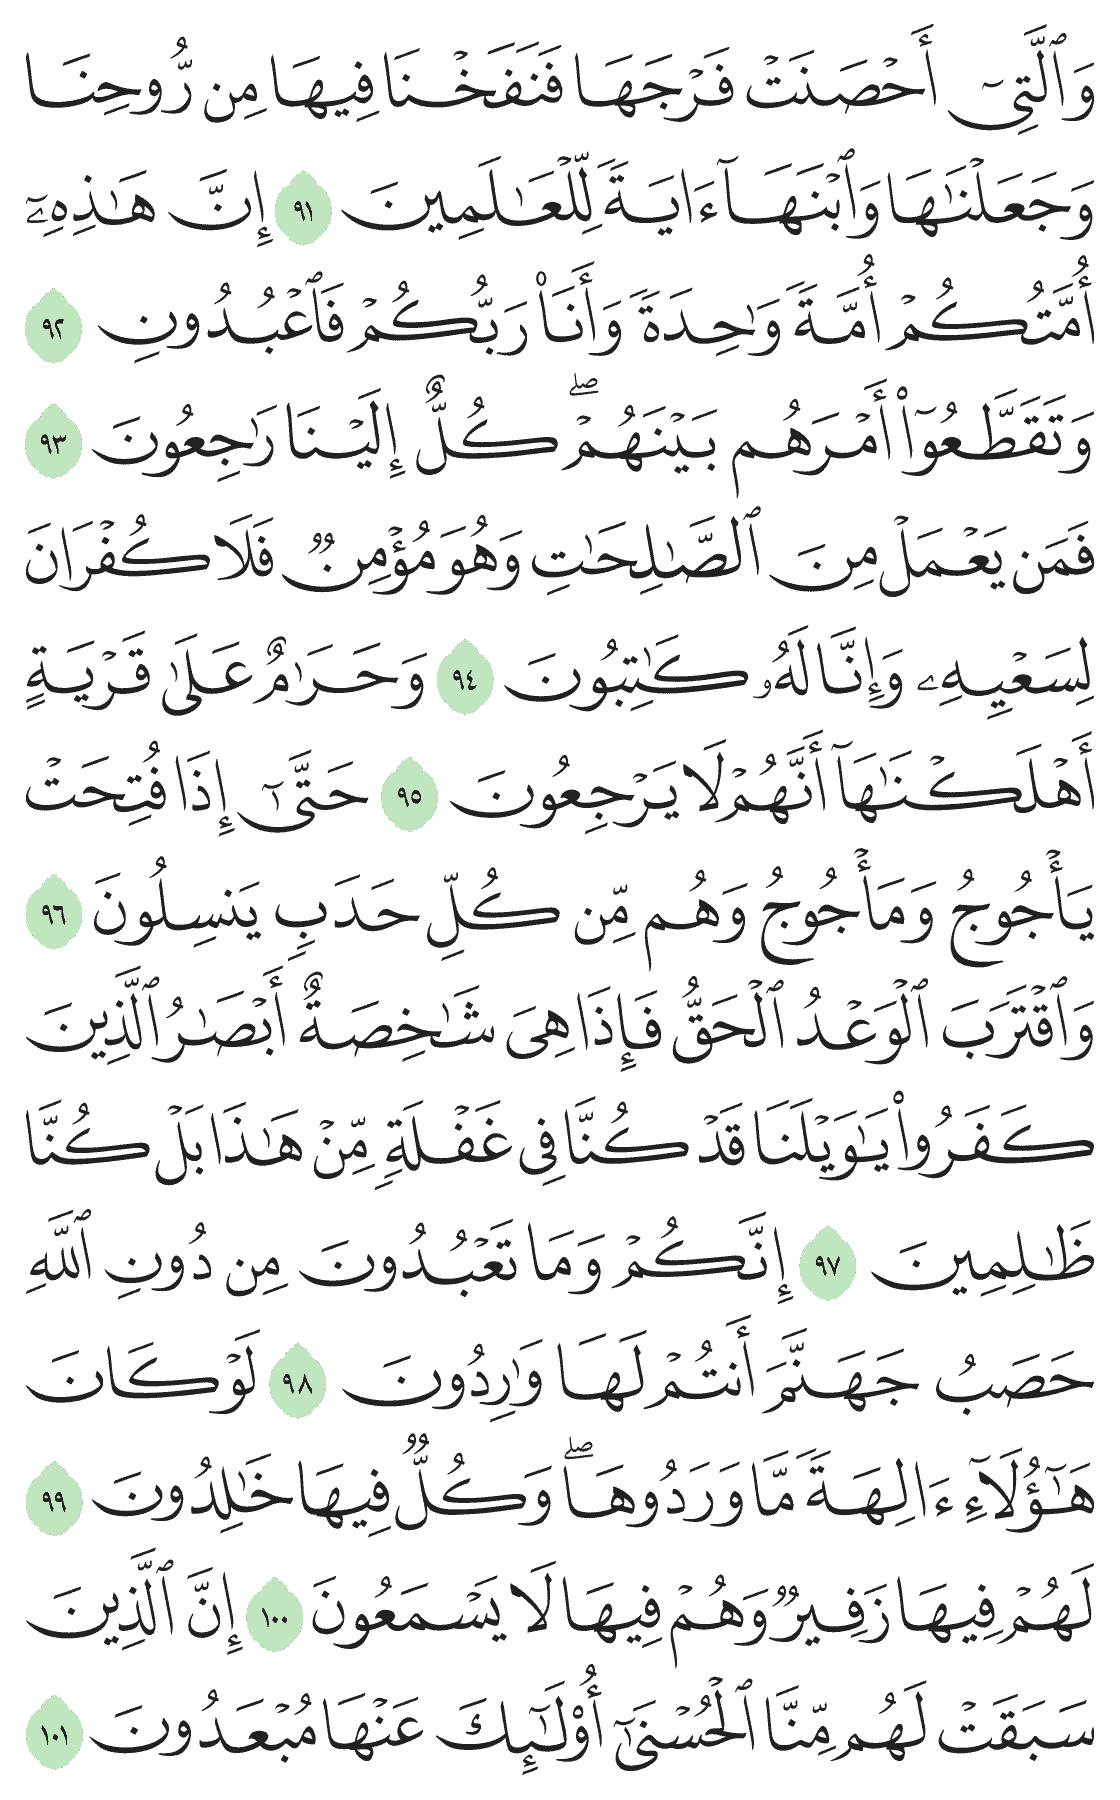 وَٱلَّتِىٓ أَحْصَنَتْ فَرْجَهَا فَنَفَخْنَا فِيهَا مِن رُّوحِنَا
وَجَعَلْنَٰهَا وَٱبْنَهَآ ءَايَةً لِّلْعَٰلَمِينَ ٩١ إِنَّ هَٰذِهِۦٓ
أُمَّتُكُمْ أُمَّةً وَٰحِدَةً وَأَنَا۠ رَبُّكُمْ فَٱعْبُدُونِ ٩٢
وَتَقَطَّعُوٓا۟ أَمْرَهُم بَيْنَهُمْ ۖ كُلٌّ إِلَيْنَا رَٰجِعُونَ ٩٣
فَمَن يَعْمَلْ مِنَ ٱلصَّٰلِحَٰتِ وَهُوَ مُؤْمِنٌ فَلَا كُفْرَانَ
لِسَعْيِهِۦ وَإِنَّا لَهُۥ كَٰتِبُونَ ٩٤ وَحَرَٰمٌ عَلَىٰ قَرْيَةٍ
أَهْلَكْنَٰهَآ أَنَّهُمْ لَا يَرْجِعُونَ ٩٥ حَتَّىٰٓ إِذَا فُتِحَتْ
يَأْجُوجُ وَمَأْجُوجُ وَهُم مِّن كُلِّ حَدَبٍ يَنسِلُونَ ٩٦
وَٱقْتَرَبَ ٱلْوَعْدُ ٱلْحَقُّ فَإِذَا هِىَ شَٰخِصَةٌ أَبْصَٰرُ ٱلَّذِينَ
كَفَرُوا۟ يَٰوَيْلَنَا قَدْ كُنَّا فِى غَفْلَةٍ مِّنْ هَٰذَا بَلْ كُنَّا
ظَٰلِمِينَ ٩٧ إِنَّكُمْ وَمَا تَعْبُدُونَ مِن دُونِ ٱللَّهِ
حَصَبُ جَهَنَّمَ أَنتُمْ لَهَا وَٰرِدُونَ ٩٨ لَوْ كَانَ
هَٰٓؤُلَآءِ ءَالِهَةً مَّا وَرَدُوهَا ۖ وَكُلٌّ فِيهَا خَٰلِدُونَ ٩٩
لَهُمْ فِيهَا زَفِيرٌ وَهُمْ فِيهَا لَا يَسْمَعُونَ ١٠٠ إِنَّ ٱلَّذِينَ
سَبَقَتْ لَهُم مِّنَّا ٱلْحُسْنَىٰٓ أُو۟لَٰٓئِكَ عَنْهَا مُبْعَدُونَ ١٠١